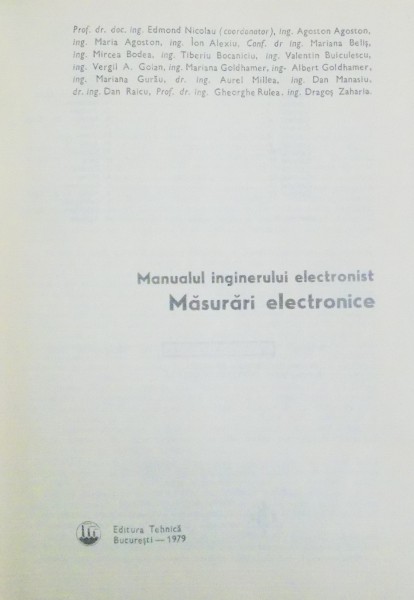 Prof. dr. doc. ing. Edmond Nicolau (coordonator), ing. Agoston Agoston,
ing. Maria Agoston, ing. Ion Alexiu, Conf. dr ing. Mariana Beliș,
ing. Mircea Bodea, ing. Tiberiu Bocaniciu, ing. Valentin Buiculescu,
ing. Vergil A. Goian, ing. Mariana Goldhamer, ing- Albert Goldhamer,
ing. Mariana Gurău, dr. ing. Aurel Millea, ing. Dan Manasiu,
dr. ing. Dan Raicu, Prof. dr. ing. Gheorghe Rulea, ing. Dragoș Zaharia.
Manualul inginerului electronist
Măsurări electronice
Editura Tehnică
București — 1979